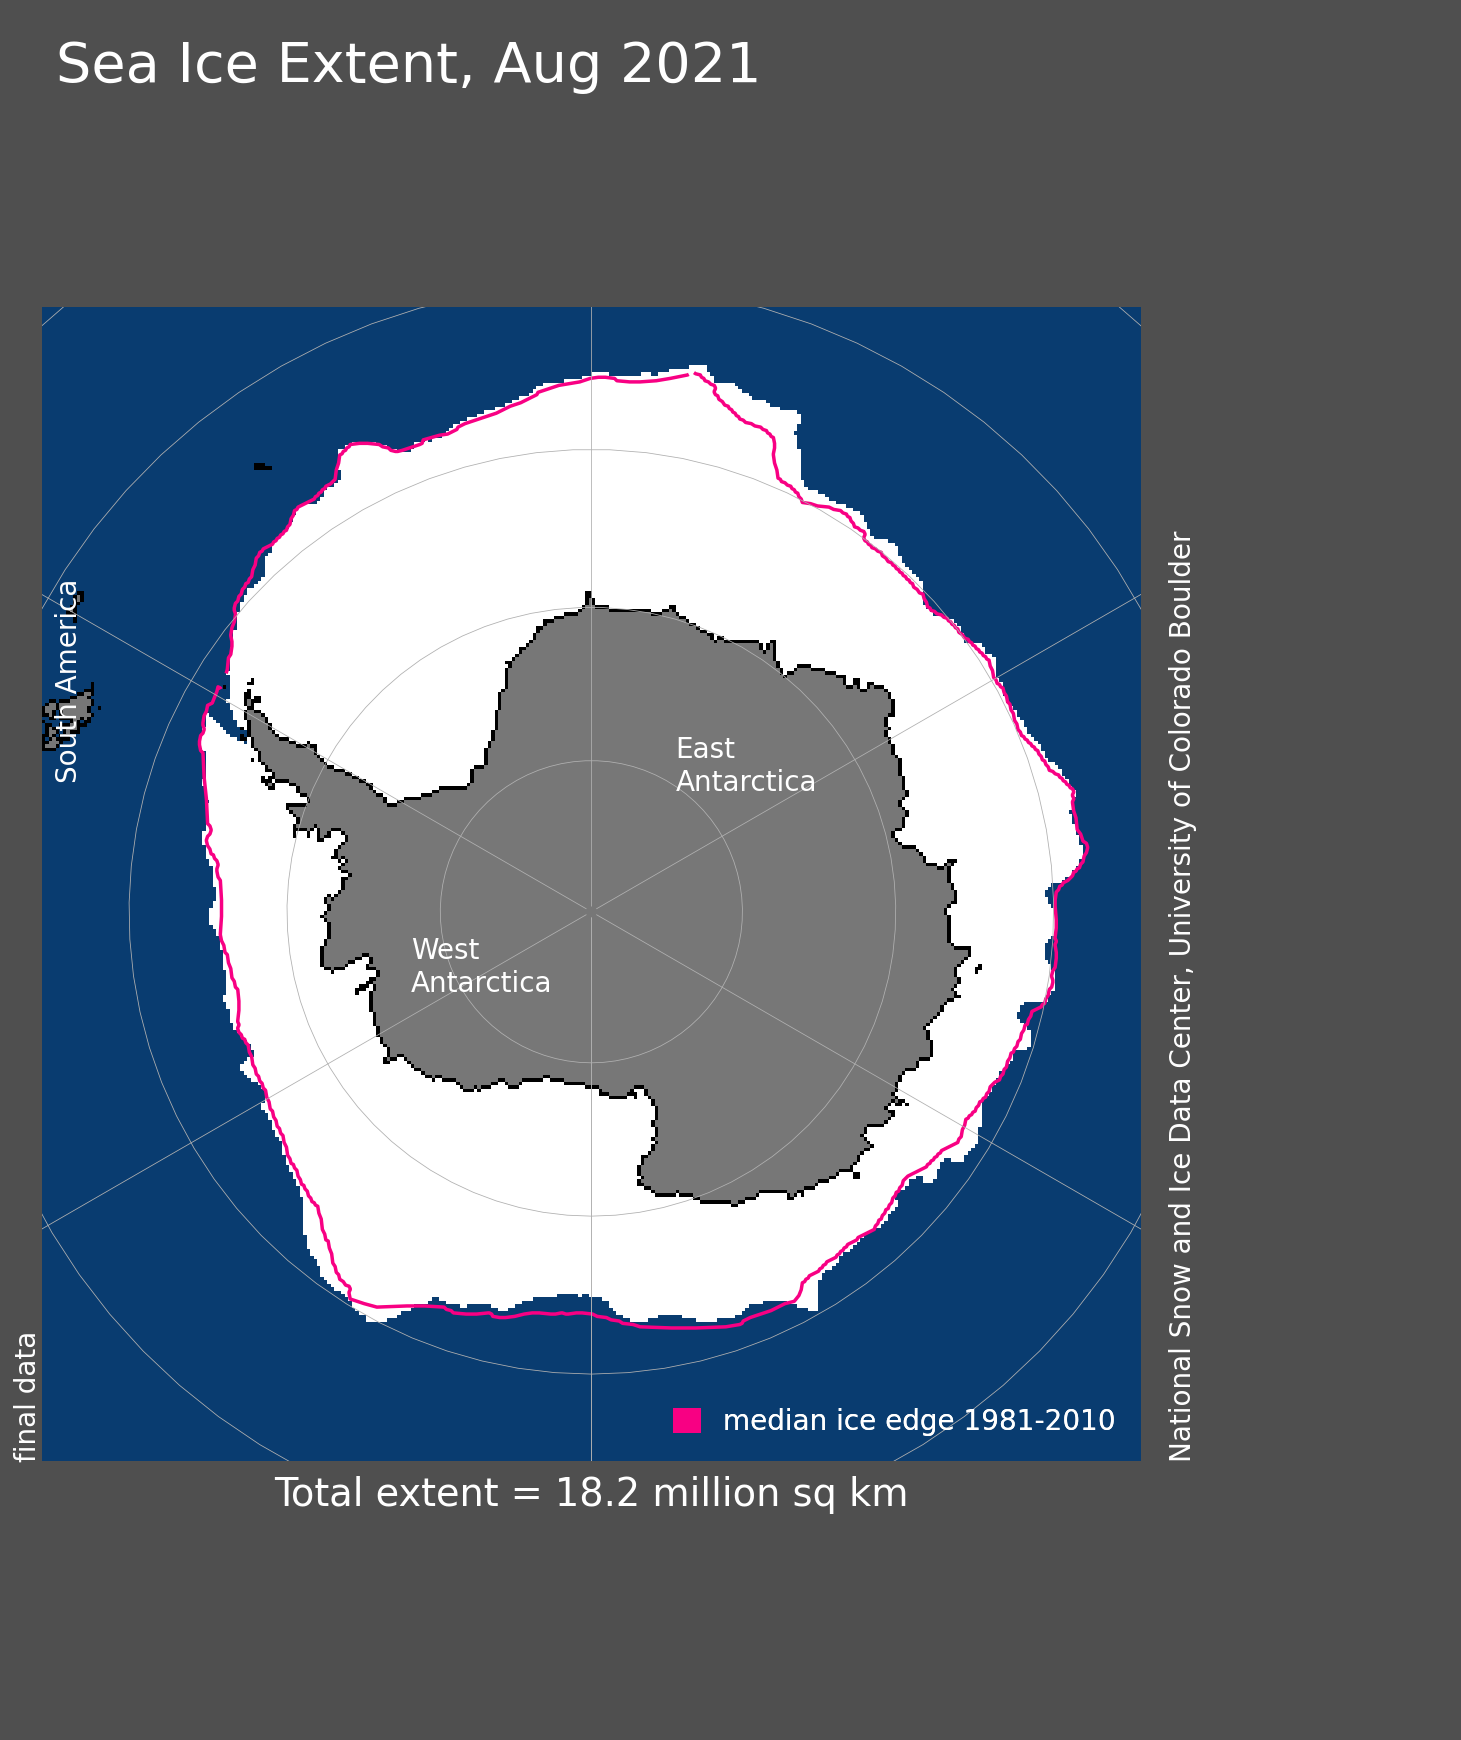 Sea Ice Extent, Aug 2021
South America
East
Antarctica
West
Antarctica
median ice edge 1981-2010
final data
National Snow and Ice Data Center, University of Colorado Boulder
Total extent = 18.2 million sq km